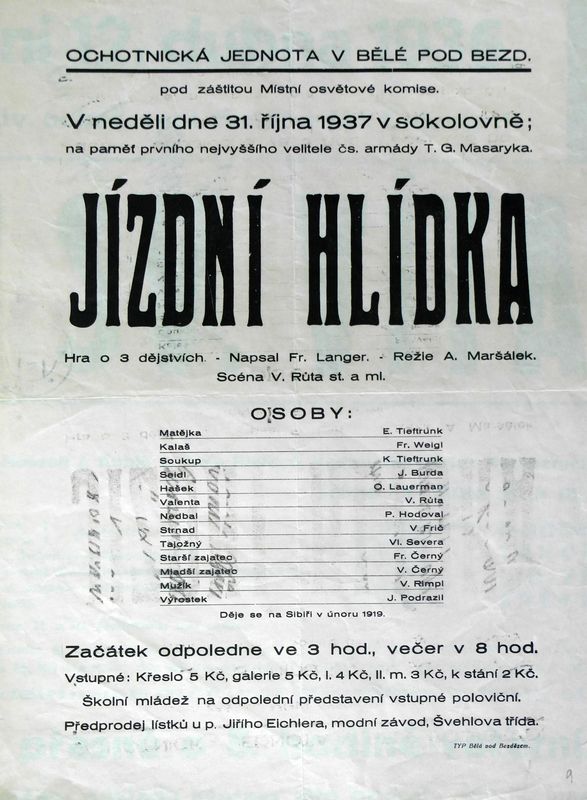 OCHOTNICKÁ JEDNOTA V BĚLÉ POD BEZD.
pod záštitou Místní osvětové komise.
V neděli dne 31. října 1937 v sokolovně;
na paměť prvního nejvyššího velitele čs. armády T. G. Masaryka.
JÍZDNÍ HLÍDKA
Hra o 3 dějstvích. - Napsal Fr. Langer. - Režie A. Maršálek.
Scéna V. Růta st. a ml.
OSOBY:
Matějka E. Tieftrunk
Kalaš Fr. Weigl
Soukup K. Tieftrunk
Seidl J. Burda
Hašek O. Lauerman
Valenta V. Růta
Nedbal P. Hodoval
Strnad V. Frič
Tajožný Vl. Severa
Starší zajatec Fr. Černý
Mladší zajatec V. Černý
Mužík V. Rimpl
Výrostek J. Podrazil
Děje se na Sibiři v únoru 1919.
Začátek odpoledne ve 3 hod., večer v 8 hod.
Vstupné: Křeslo 5 Kč, galerie 5 Kč, I. 4 Kč, II. m. 3 Kč, k stání 2 Kč.
Školní mládež na odpolední představení vstupné poloviční.
Předprodej lístků u p. Jiřího Eichlera, modní závod, Švehlova třída.
TYP Bělá pod Bezdězem.
9